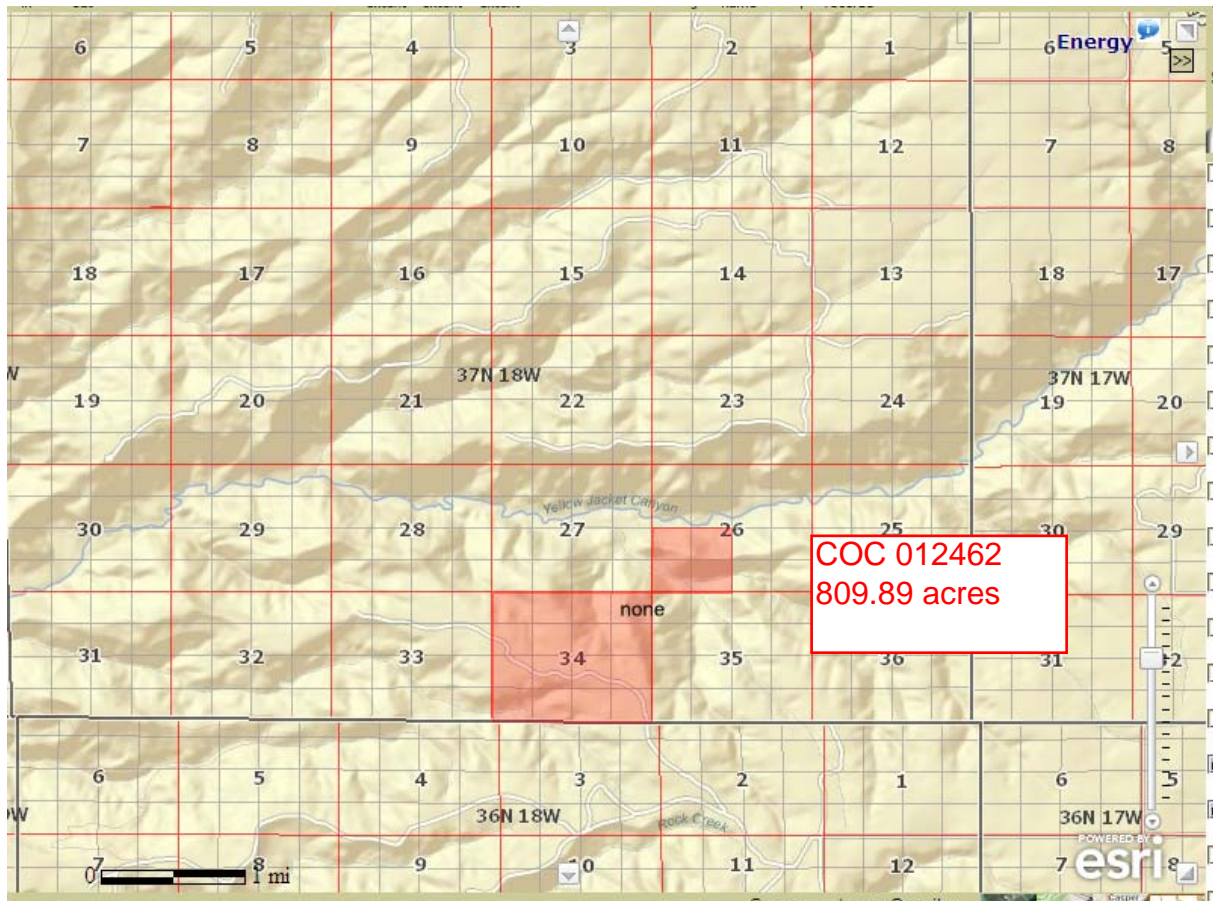 6 5 4 3 2 1 6 Energy 5
>>
7 8 9 10 11 12 7 8
18 17 16 15 14 13 18 17
W 37N 18W 37N 17W
19 20 21 22 23 24 19 20
Yellow Jacket Canyon
30 29 28 27 26 25 30 29
COC 012462
809.89 acres
none
31 32 33 34 35 36 31
6 5 4 3 2 1 6 5
W 36N 18W Rock Creek 36N 17W
POWERED BY
esri
7 8 9 11 12 7 8
0 1 mi
Casper